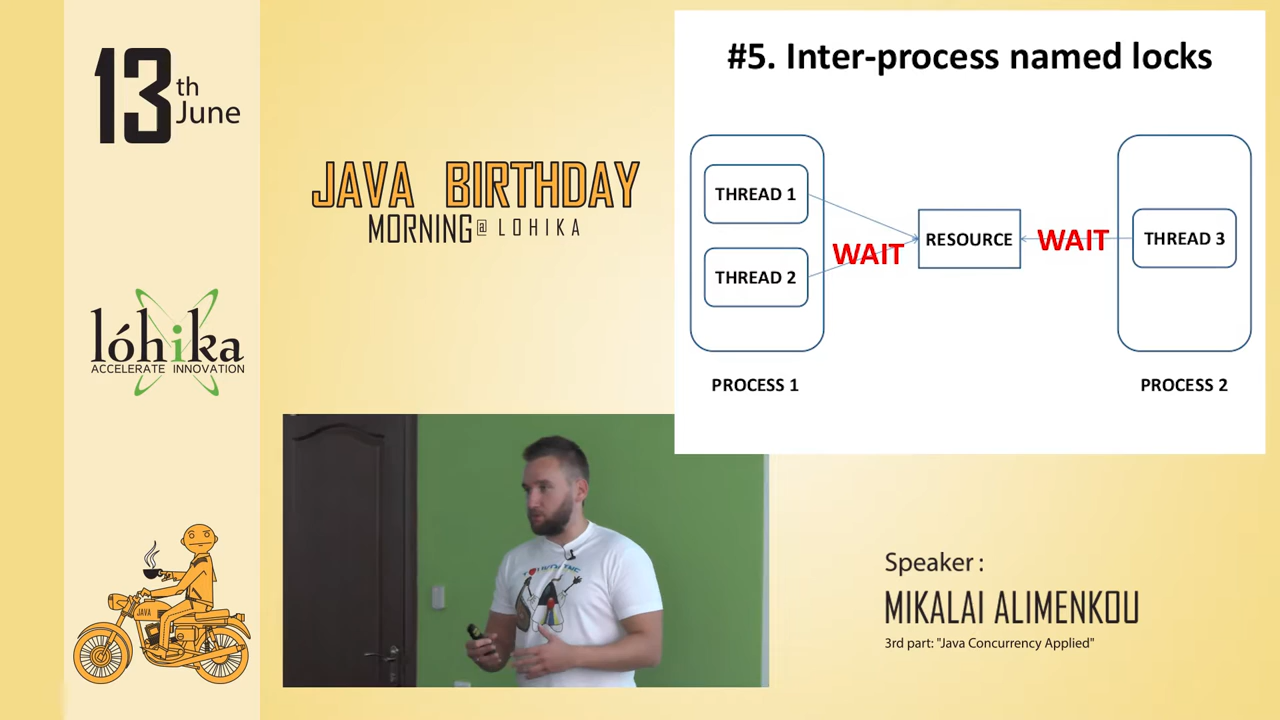 13th
June
JAVA BIRTHDAY
MORNING @ LOHIKA
lóhika
ACCELERATE INNOVATION
JAVA
#5. Inter-process named locks
THREAD 1
THREAD 2
WAIT
RESOURCE
WAIT
THREAD 3
PROCESS 1
PROCESS 2
Speaker :
MIKALAI ALIMENKOU
3rd part: "Java Concurrency Applied"